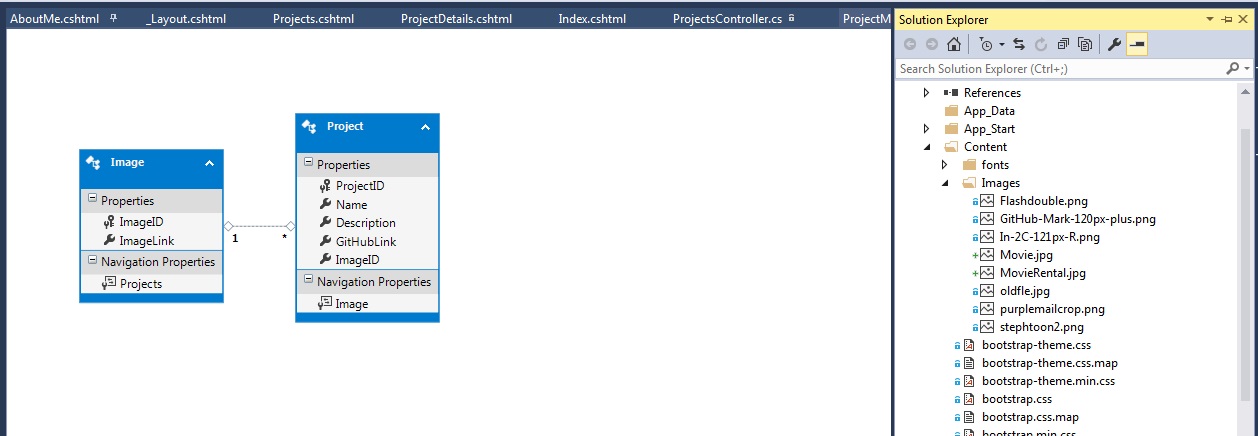 AboutMe.cshtml
_Layout.cshtml
Projects.cshtml
ProjectDetails.cshtml
Index.cshtml
ProjectsController.cs
ProjectM
Image
Properties
ImageID
ImageLink
Navigation Properties
Projects
1
*
Project
Properties
ProjectID
Name
Description
GitHubLink
ImageID
Navigation Properties
Image
Solution Explorer
Search Solution Explorer (Ctrl+;)
References
App_Data
App_Start
Content
fonts
Images
Flashdouble.png
GitHub-Mark-120px-plus.png
In-2C-121px-R.png
Movie.jpg
MovieRental.jpg
oldfle.jpg
purplemailcrop.png
stephtoon2.png
bootstrap-theme.css
bootstrap-theme.css.map
bootstrap-theme.min.css
bootstrap.css
bootstrap.css.map
bootstrap.min.css